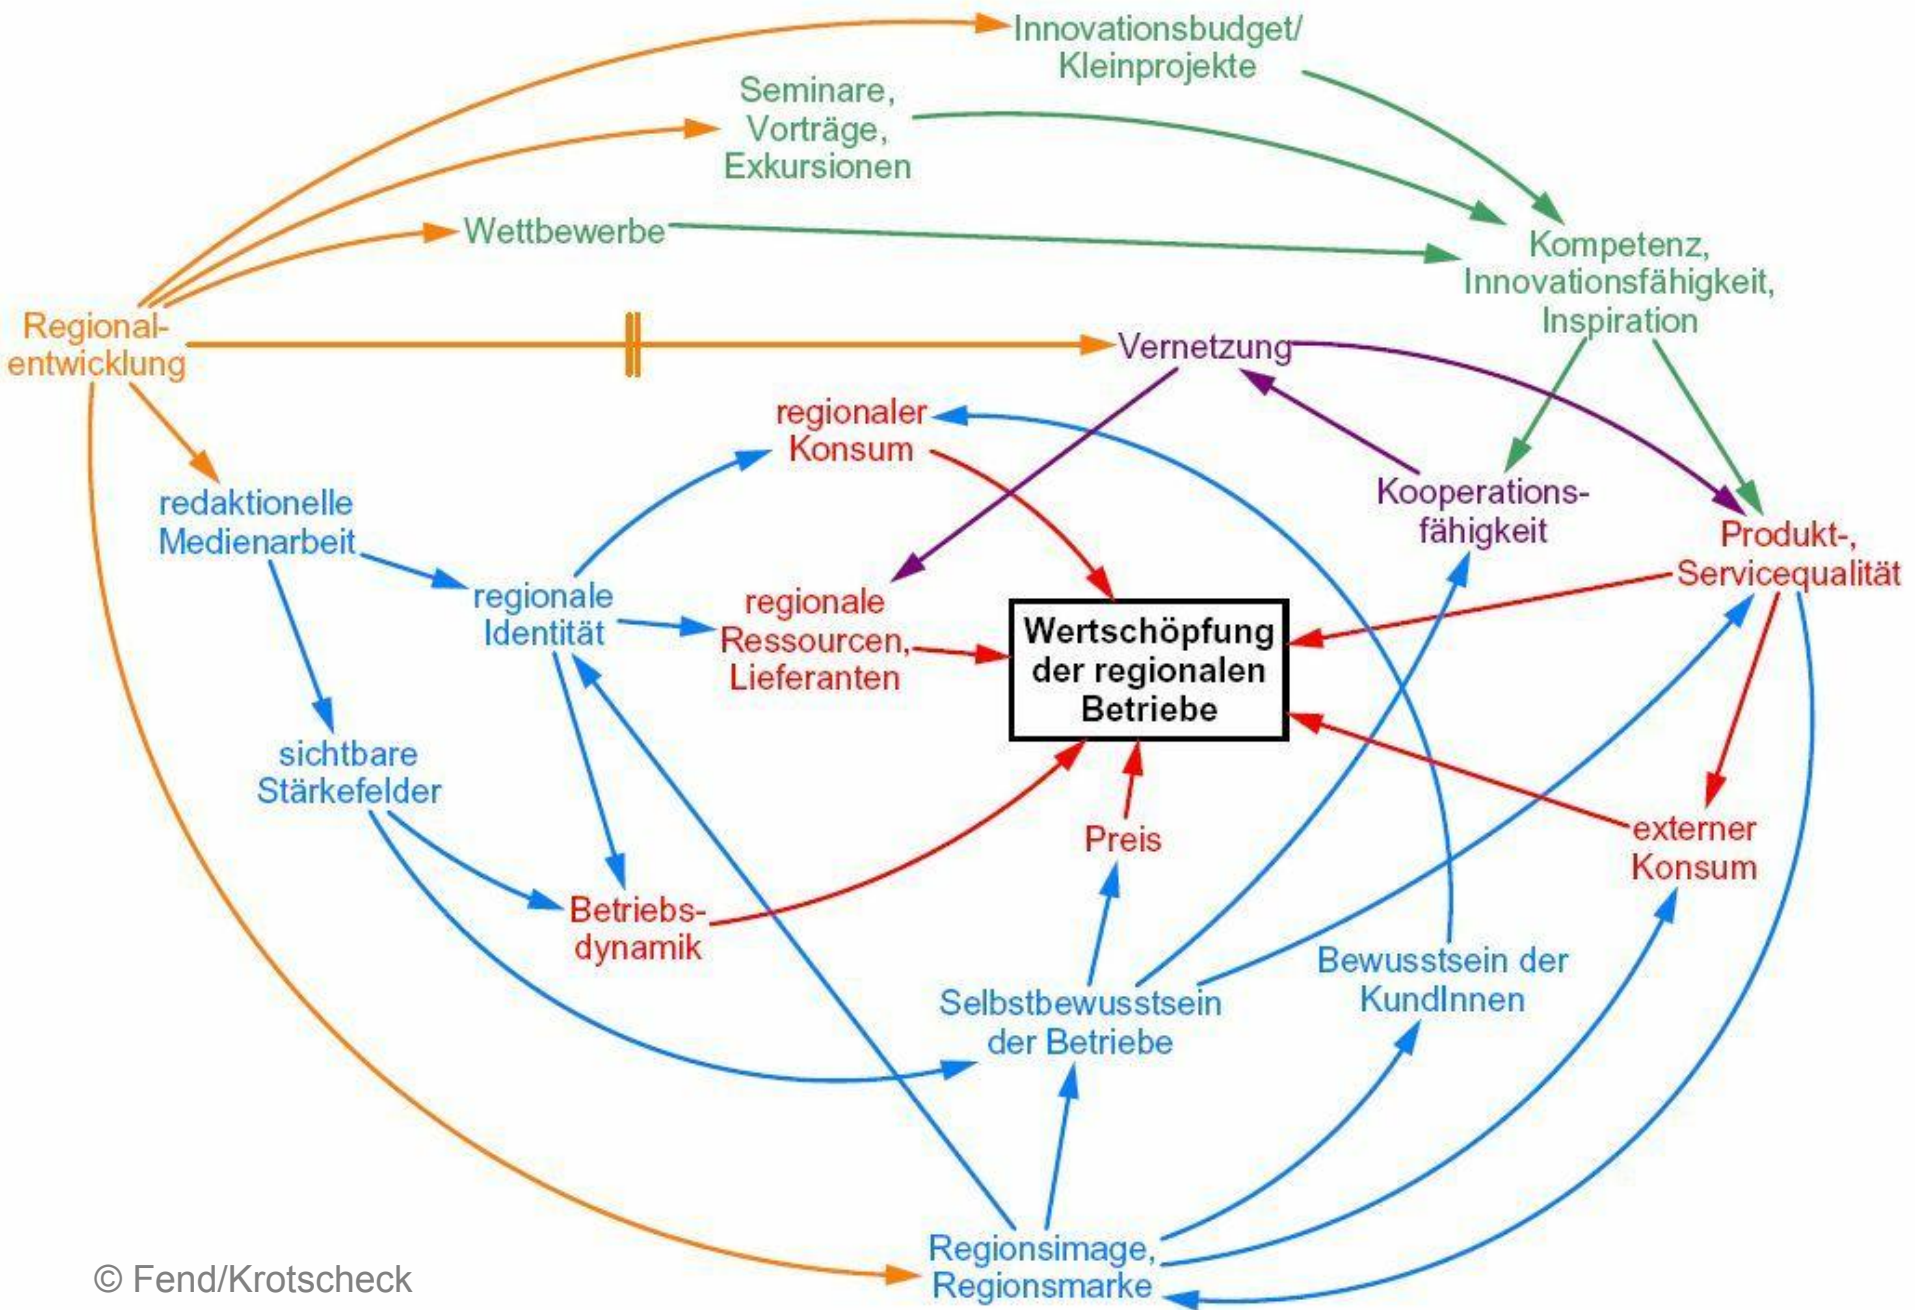 Innovationsbudget/
Kleinprojekte
Seminare,
Vorträge,
Exkursionen
Wettbewerbe
Kompetenz,
Innovationsfähigkeit,
Inspiration
Regional-
entwicklung
Vernetzung
regionaler
Konsum
redaktionelle
Medienarbeit
Kooperations-
fähigkeit
Produkt-,
Servicequalität
regionale
Identität
regionale
Ressourcen,
Lieferanten
Wertschöpfung
der regionalen
Betriebe
sichtbare
Stärkefelder
Preis
externer
Konsum
Betriebs-
dynamik
Selbstbewusstsein
der Betriebe
Bewusstsein der
KundInnen
Regionsimage,
Regionsmarke
© Fend/Krotscheck